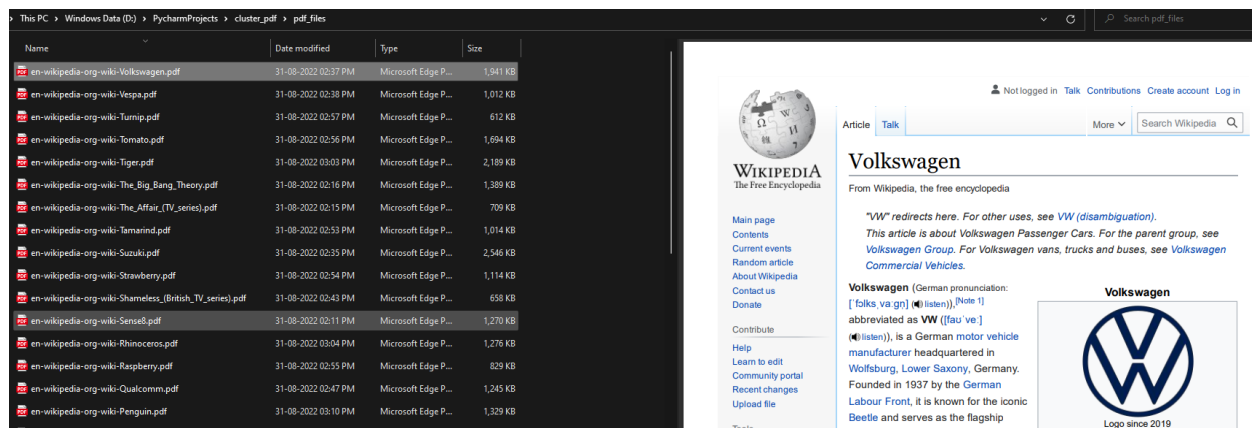 This PC > Windows Data (D:) > PycharmProjects > cluster_pdf > pdf_files
Search pdf_files
Name Date modified Type Size
en-wikipedia-org-wiki-Volkswagen.pdf 31-08-2022 02:37 PM Microsoft Edge P... 1,941 KB
en-wikipedia-org-wiki-Vespa.pdf 31-08-2022 02:38 PM Microsoft Edge P... 1,012 KB
en-wikipedia-org-wiki-Turnip.pdf 31-08-2022 02:57 PM Microsoft Edge P... 612 KB
en-wikipedia-org-wiki-Tomato.pdf 31-08-2022 02:56 PM Microsoft Edge P... 1,694 KB
en-wikipedia-org-wiki-Tiger.pdf 31-08-2022 03:03 PM Microsoft Edge P... 2,189 KB
en-wikipedia-org-wiki-The_Big_Bang_Theory.pdf 31-08-2022 02:16 PM Microsoft Edge P... 1,389 KB
en-wikipedia-org-wiki-The_Affair_(TV_series).pdf 31-08-2022 02:15 PM Microsoft Edge P... 709 KB
en-wikipedia-org-wiki-Tamarind.pdf 31-08-2022 02:53 PM Microsoft Edge P... 1,014 KB
en-wikipedia-org-wiki-Suzuki.pdf 31-08-2022 02:35 PM Microsoft Edge P... 2,546 KB
en-wikipedia-org-wiki-Strawberry.pdf 31-08-2022 02:54 PM Microsoft Edge P... 1,114 KB
en-wikipedia-org-wiki-Shameless_(British_TV_series).pdf 31-08-2022 02:43 PM Microsoft Edge P... 658 KB
en-wikipedia-org-wiki-Sense8.pdf 31-08-2022 02:11 PM Microsoft Edge P... 1,270 KB
en-wikipedia-org-wiki-Rhinoceros.pdf 31-08-2022 03:04 PM Microsoft Edge P... 1,276 KB
en-wikipedia-org-wiki-Raspberry.pdf 31-08-2022 02:55 PM Microsoft Edge P... 829 KB
en-wikipedia-org-wiki-Qualcomm.pdf 31-08-2022 02:47 PM Microsoft Edge P... 1,245 KB
en-wikipedia-org-wiki-Penguin.pdf 31-08-2022 03:10 PM Microsoft Edge P... 1,329 KB
WIKIPEDIA
The Free Encyclopedia
Main page
Contents
Current events
Random article
About Wikipedia
Contact us
Donate
Contribute
Help
Learn to edit
Community portal
Recent changes
Upload file
Not logged in Talk Contributions Create account Log in
Article Talk More Search Wikipedia
Volkswagen
From Wikipedia, the free encyclopedia
"VW" redirects here. For other uses, see VW (disambiguation).
This article is about Volkswagen Passenger Cars. For the parent group, see
Volkswagen Group. For Volkswagen vans, trucks and buses, see Volkswagen
Commercial Vehicles.
Volkswagen (German pronunciation:
[ˈfɔlksˌvaːɡn̩] (listen)),[Note 1]
abbreviated as VW ([faʊ̯ ˈveː]
(listen)), is a German motor vehicle
manufacturer headquartered in
Wolfsburg, Lower Saxony, Germany.
Founded in 1937 by the German
Labour Front, it is known for the iconic
Beetle and serves as the flagship
Volkswagen
Logo since 2019